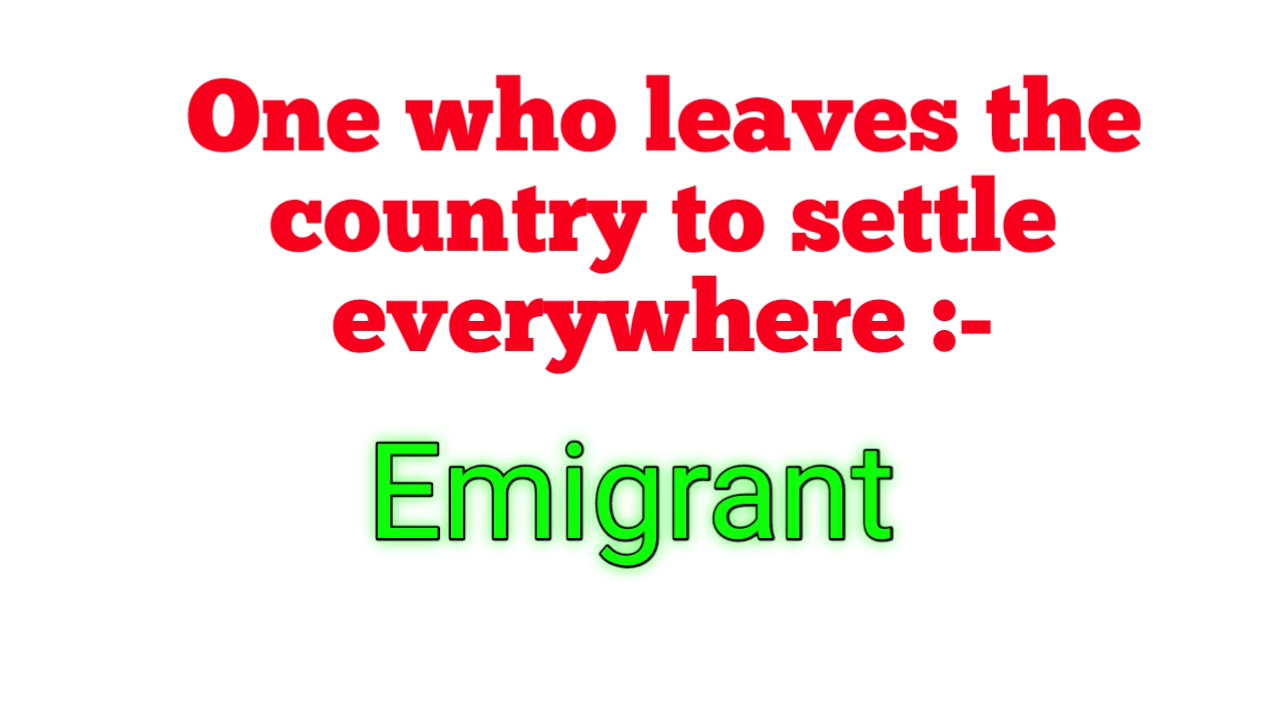 One who leaves the
country to settle
everywhere :-
Emigrant